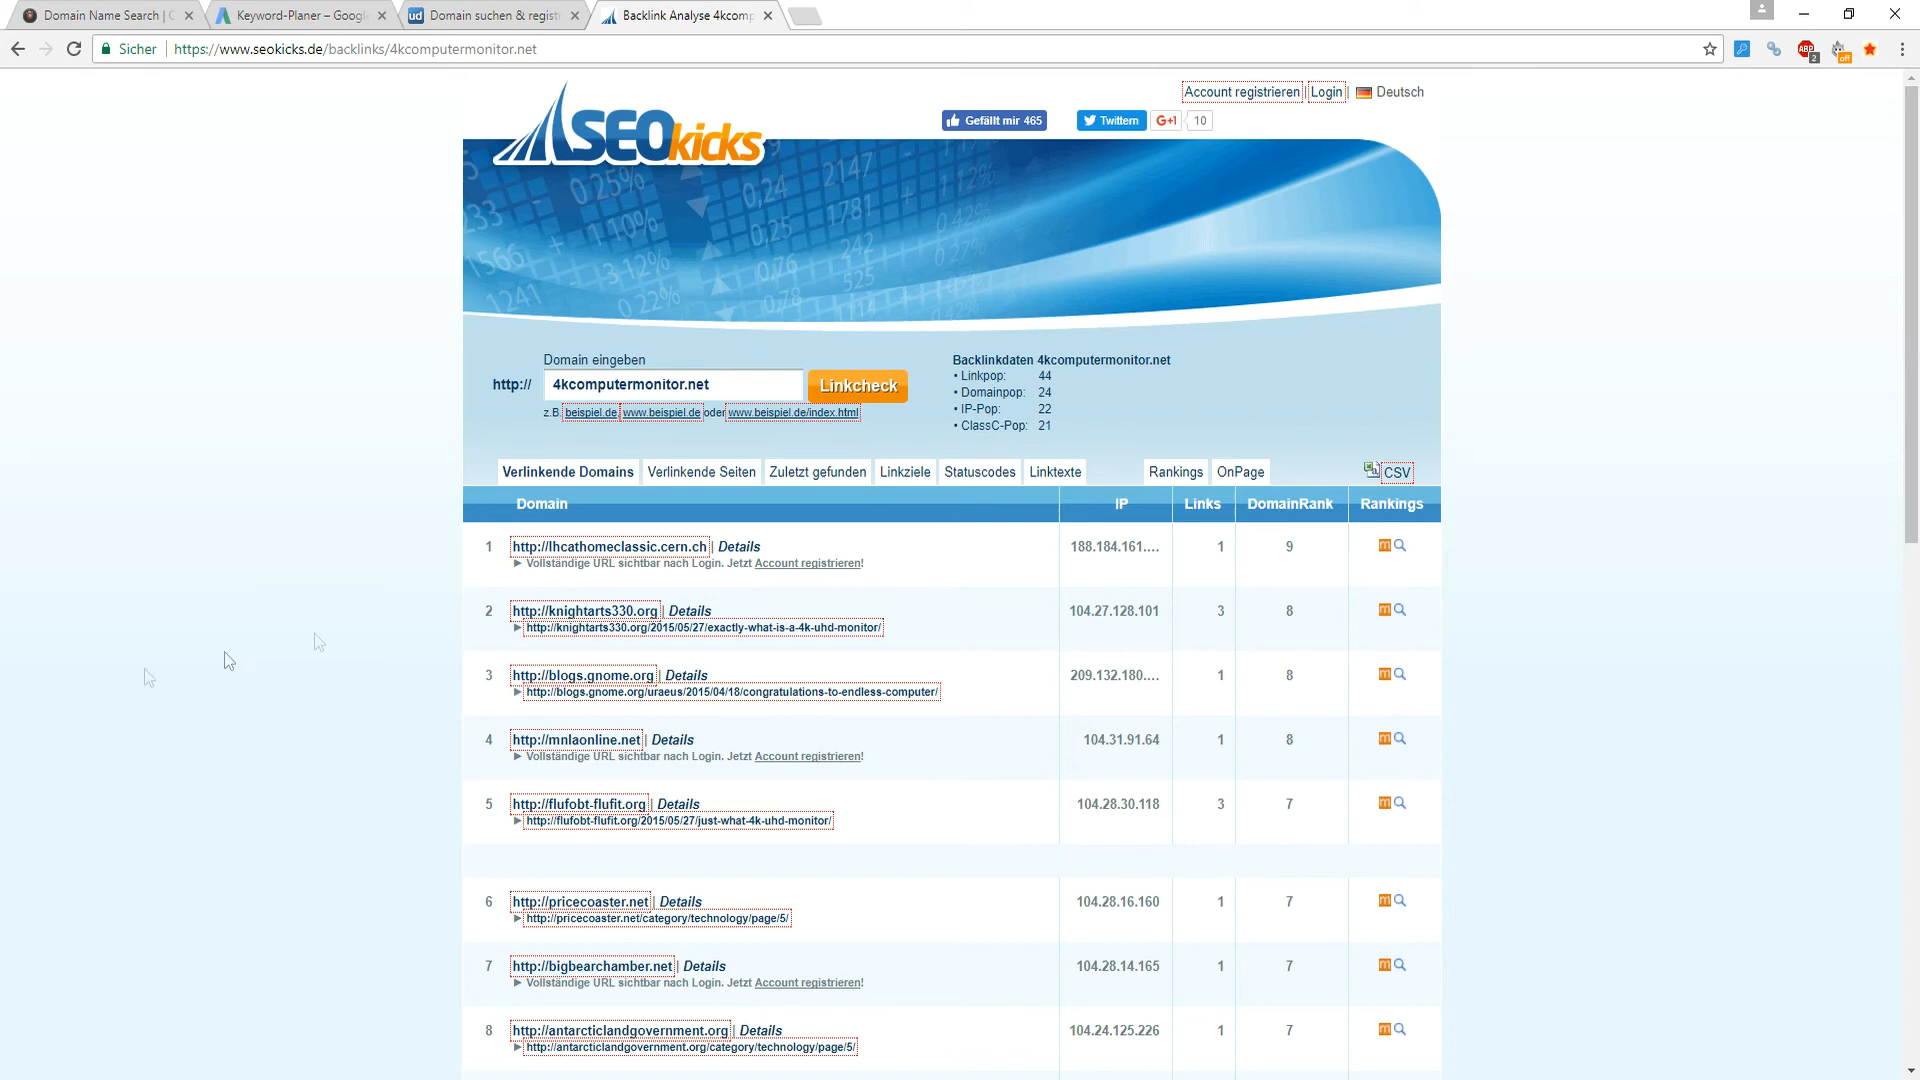 Domain Name Search |
Keyword-Planer – Google
Domain suchen & registr
Backlink Analyse 4kcomp
Sicher | https://www.seokicks.de/backlinks/4kcomputermonitor.net
ABP 2
off
Account registrieren | Login | Deutsch
Gefällt mir 465
Twittern
G+1
10
SEOkicks
Domain eingeben
http:// 4kcomputermonitor.net Linkcheck
z.B. beispiel.de, www.beispiel.de oder www.beispiel.de/index.html
Backlinkdaten 4kcomputermonitor.net
• Linkpop: 44
• Domainpop: 24
• IP-Pop: 22
• ClassC-Pop: 21
Verlinkende Domains Verlinkende Seiten Zuletzt gefunden Linkziele Statuscodes Linktexte Rankings OnPage CSV
Domain IP Links DomainRank Rankings
1 http://lhcathomeclassic.cern.ch | Details 188.184.161.... 1 9
► Vollständige URL sichtbar nach Login. Jetzt Account registrieren!
2 http://knightarts330.org | Details 104.27.128.101 3 8
► http://knightarts330.org/2015/05/27/exactly-what-is-a-4k-uhd-monitor/
3 http://blogs.gnome.org | Details 209.132.180.... 1 8
► http://blogs.gnome.org/uraeus/2015/04/18/congratulations-to-endless-computer/
4 http://mnlaonline.net | Details 104.31.91.64 1 8
► Vollständige URL sichtbar nach Login. Jetzt Account registrieren!
5 http://flufobt-flufit.org | Details 104.28.30.118 3 7
► http://flufobt-flufit.org/2015/05/27/just-what-4k-uhd-monitor/
6 http://pricecoaster.net | Details 104.28.16.160 1 7
► http://pricecoaster.net/category/technology/page/5/
7 http://bigbearchamber.net | Details 104.28.14.165 1 7
► Vollständige URL sichtbar nach Login. Jetzt Account registrieren!
8 http://antarcticlandgovernment.org | Details 104.24.125.226 1 7
► http://antarcticlandgovernment.org/category/technology/page/5/